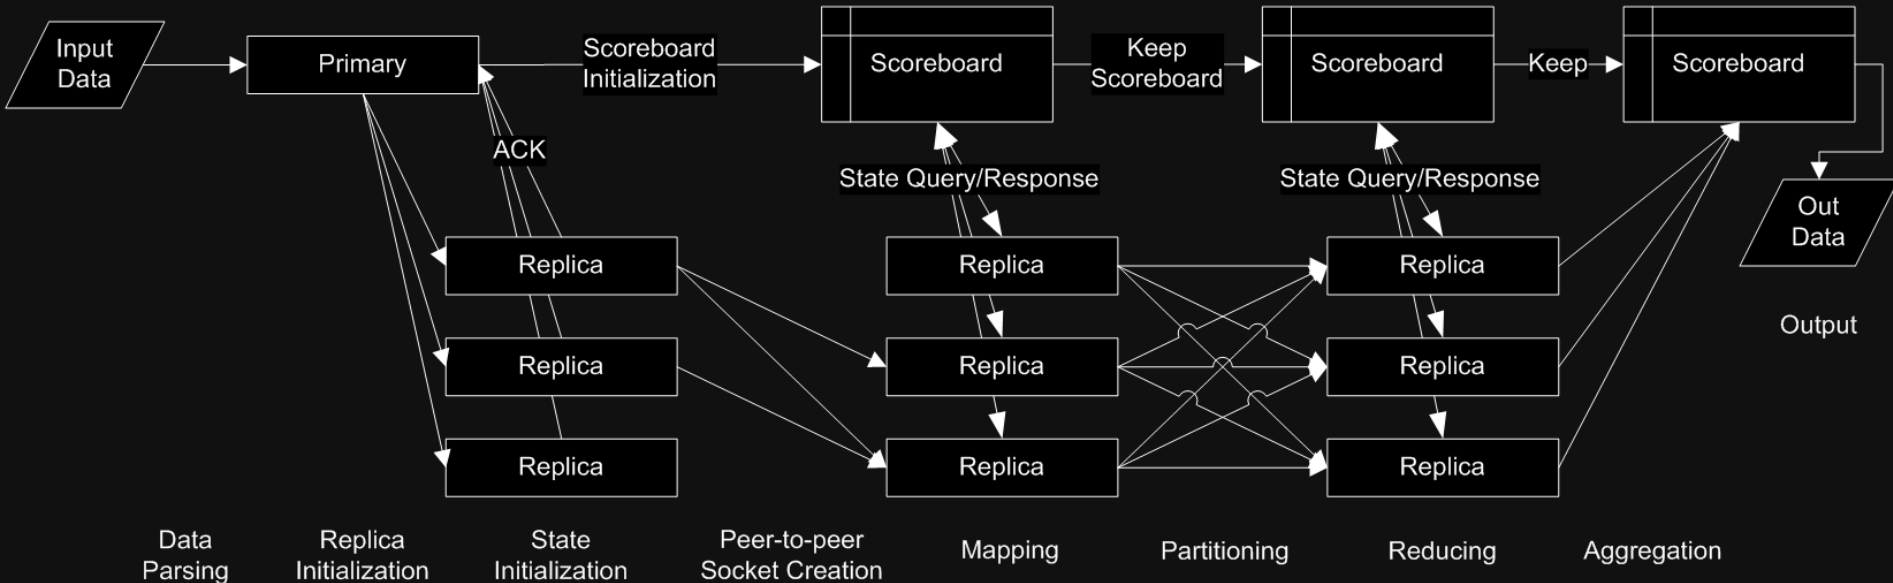 Input
Data
Primary
Scoreboard
Initialization
Scoreboard
Keep
Scoreboard
Scoreboard
Keep
Scoreboard
ACK
State Query/Response
State Query/Response
Out
Data
Replica
Replica
Replica
Replica
Replica
Replica
Replica
Replica
Replica
Output
Data
Parsing
Replica
Initialization
State
Initialization
Peer-to-peer
Socket Creation
Mapping
Partitioning
Reducing
Aggregation